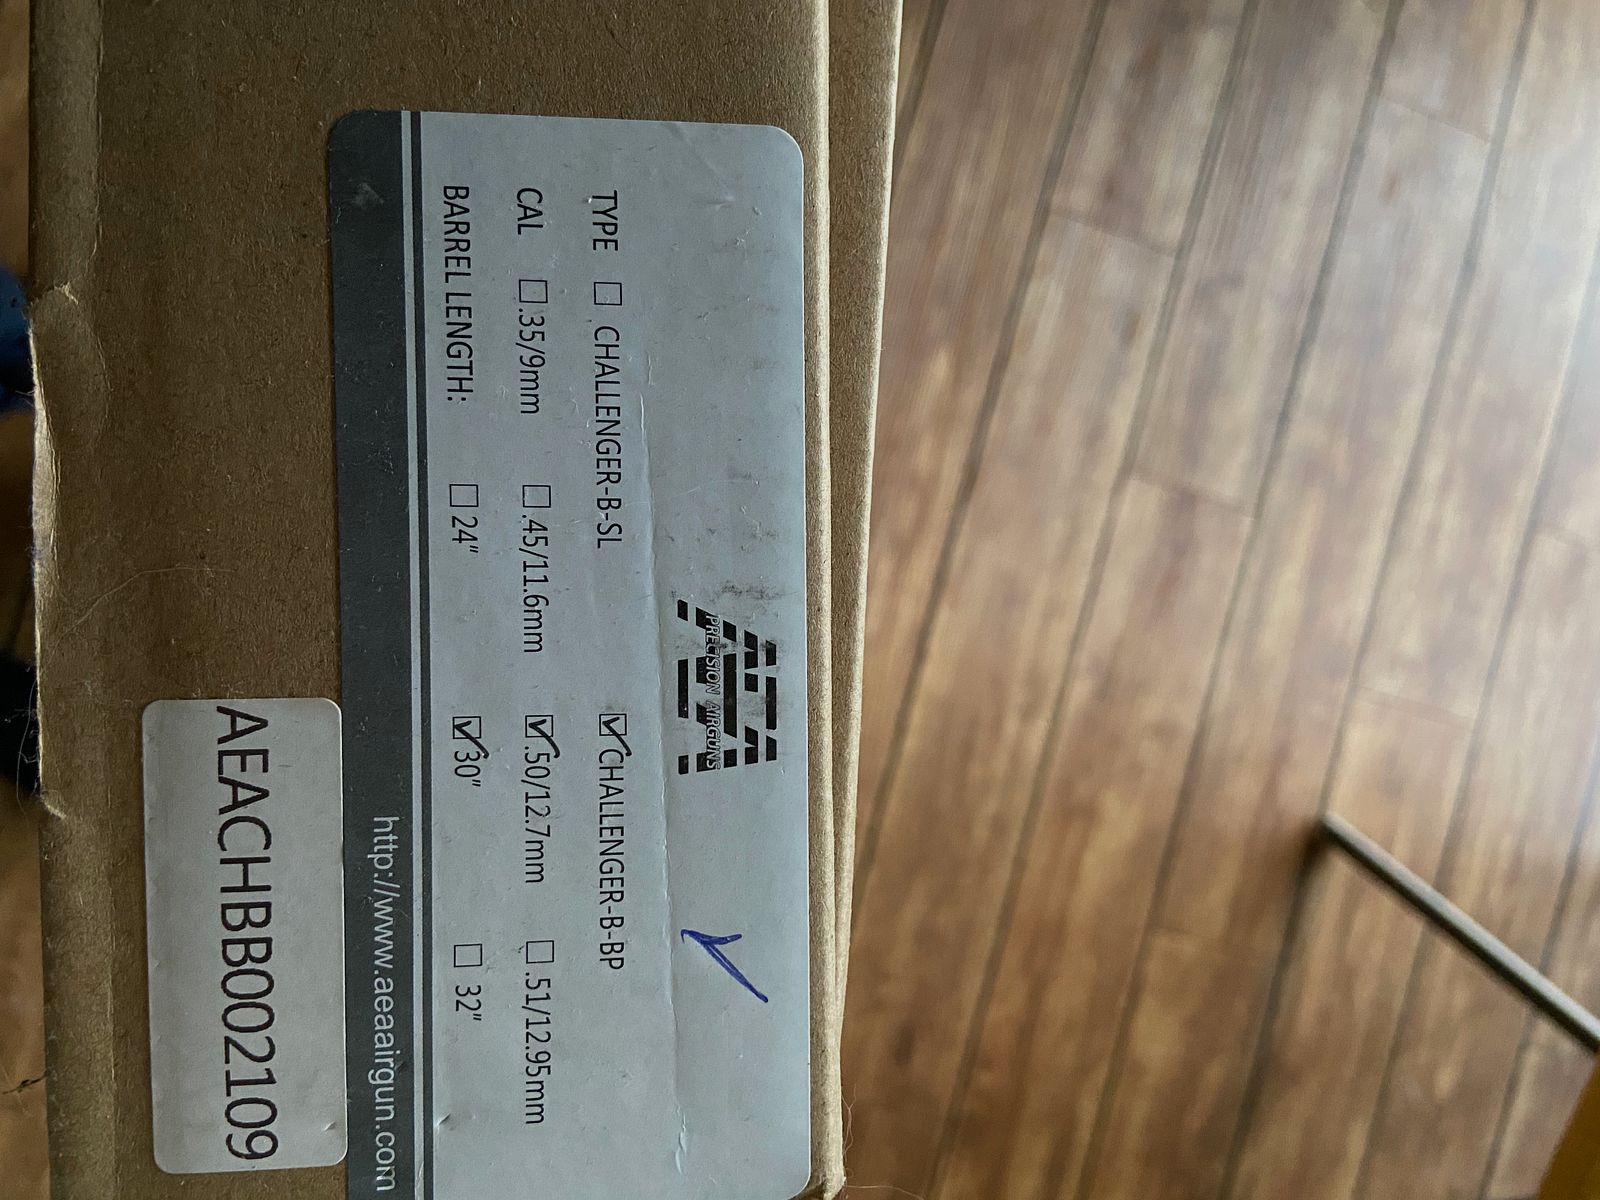 AEA
PRECISION AIRGUNS
TYPE ☐ CHALLENGER-B-SL ☑ CHALLENGER-B-BP
CAL ☐ .35/9mm ☐ .45/11.6mm ☑ .50/12.7mm ☐ .51/12.95mm
BARREL LENGTH: ☐ 24" ☑ 30" ☐ 32"
http://www.aeaairgun.com
AEACHBB002109